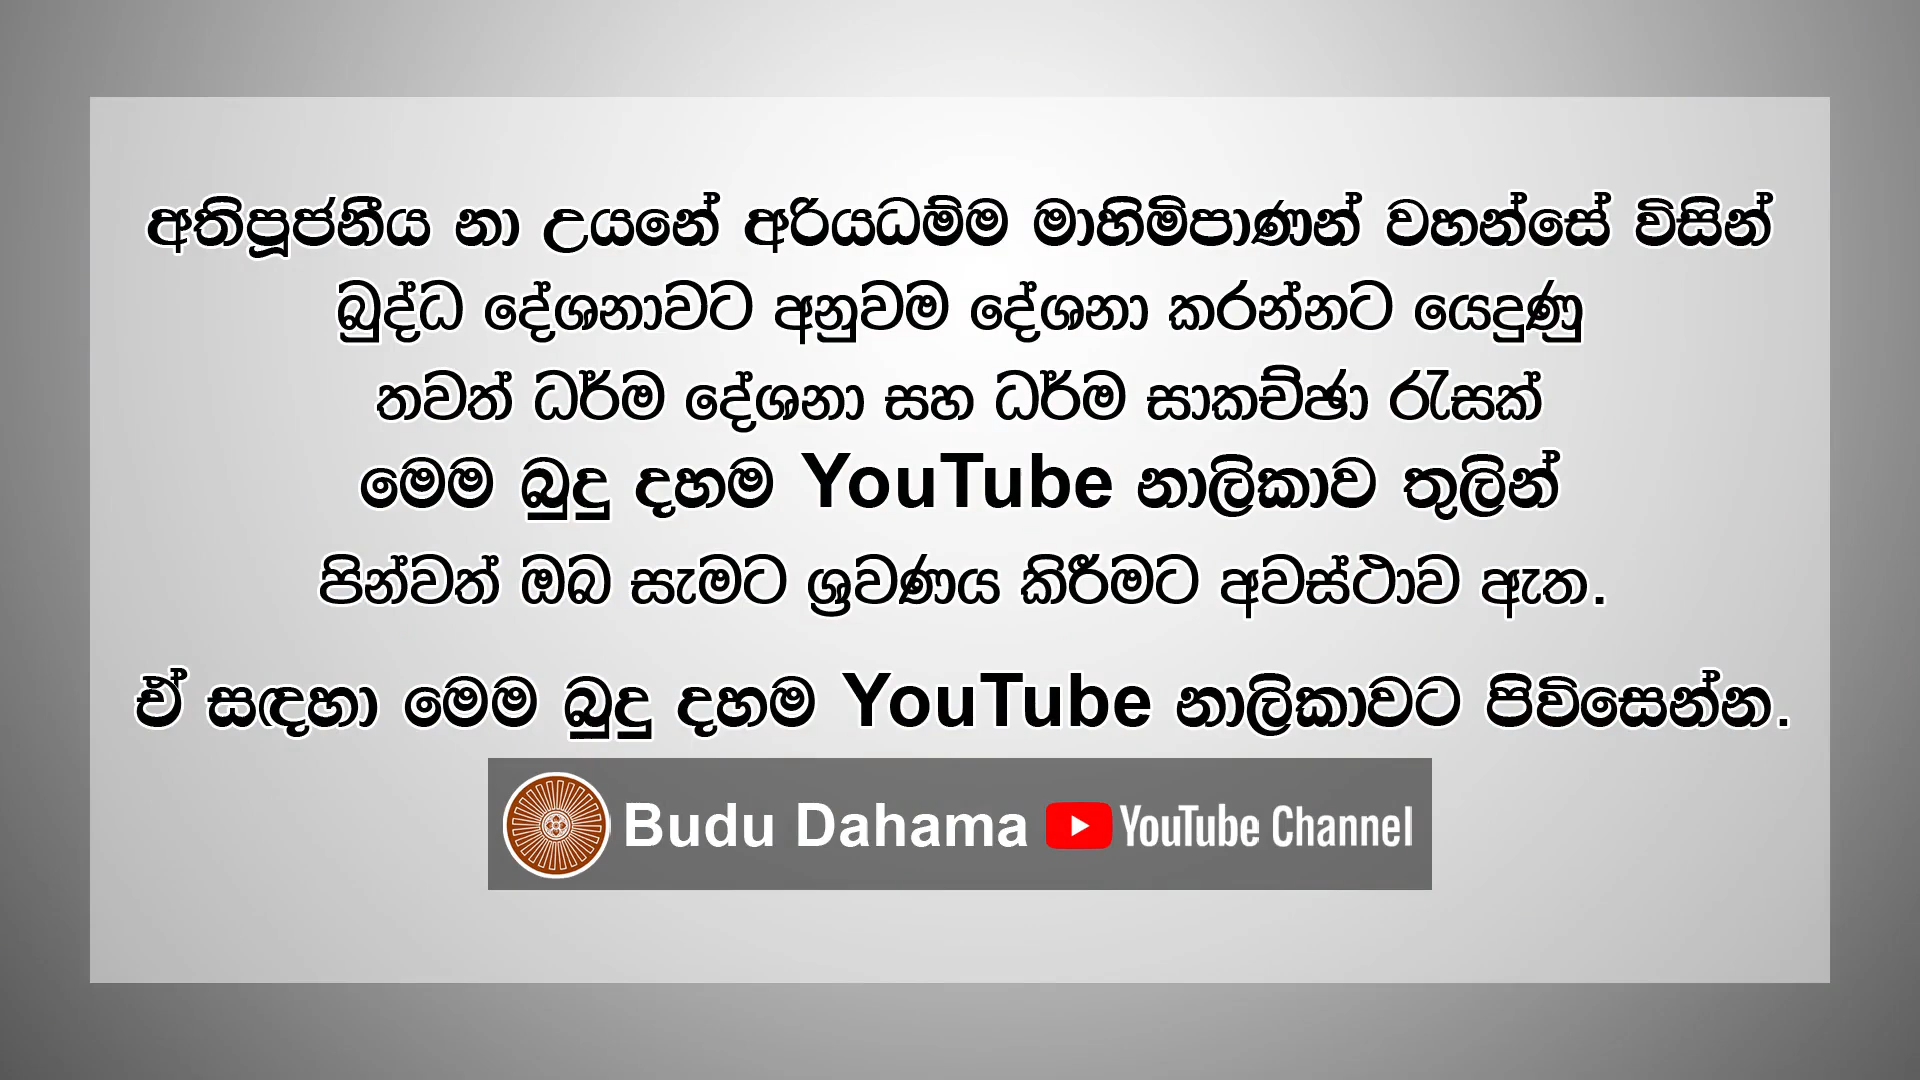 අතිපූජනීය නා උයනේ අරියධම්ම මාහිමිපාණන් වහන්සේ විසින්
බුද්ධ දේශනාවට අනුවම දේශනා කරන්නට යෙදුණු
තවත් ධර්ම දේශනා සහ ධර්ම සාකච්ඡා රැසක්
මෙම බුදු දහම YouTube නාලිකාව තුලින්
පින්වත් ඔබ සැමට ශ්‍රවණය කිරීමට අවස්ථාව ඇත.
ඒ සඳහා මෙම බුදු දහම YouTube නාලිකාවට පිවිසෙන්න.
Budu Dahama YouTube Channel